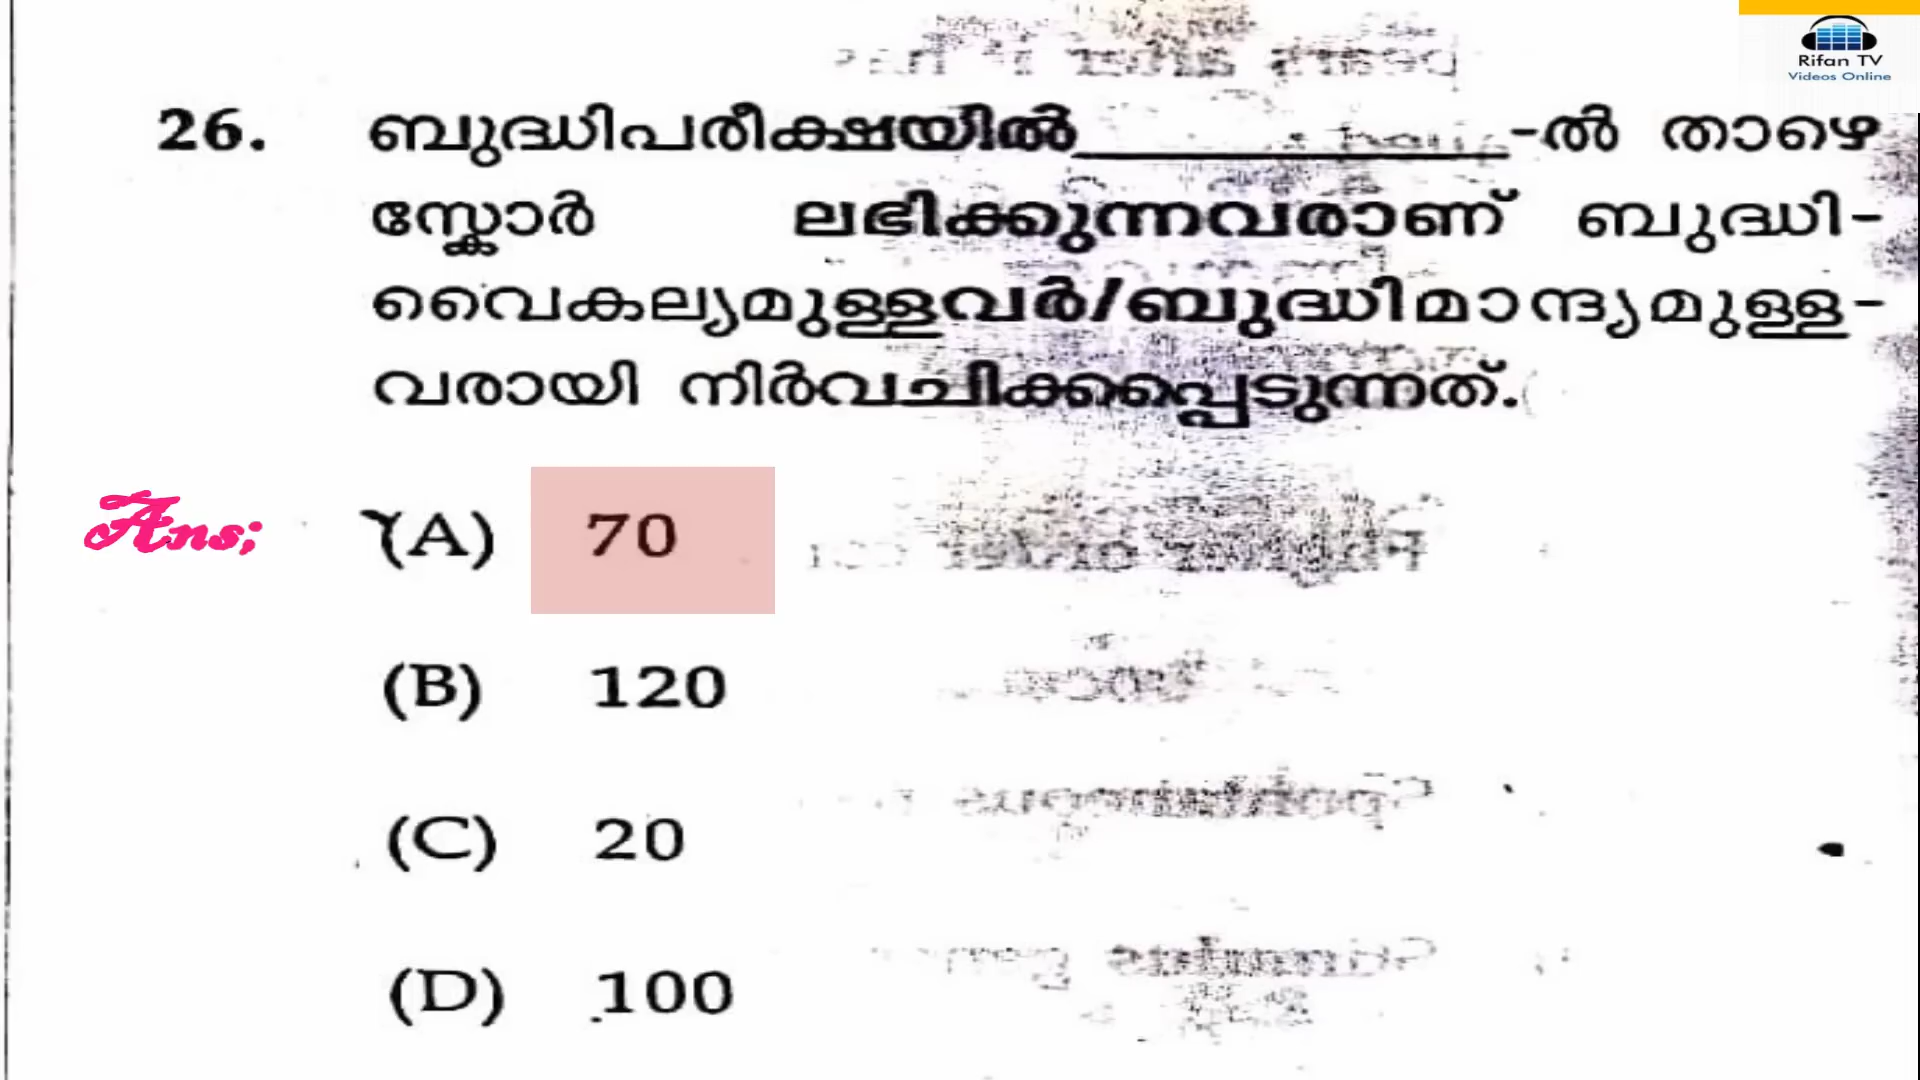 Rifan TV
Videos Online
26. ബുദ്ധിപരീക്ഷയിൽ__________-ൽ താഴെ
സ്കോർ ലഭിക്കുന്നവരാണ് ബുദ്ധി-
വൈകല്യമുള്ളവർ/ബുദ്ധിമാന്ദ്യമുള്ള-
വരായി നിർവചിക്കപ്പെടുന്നത്.
Ans; (A) 70
(B) 120
(C) 20
(D) 100